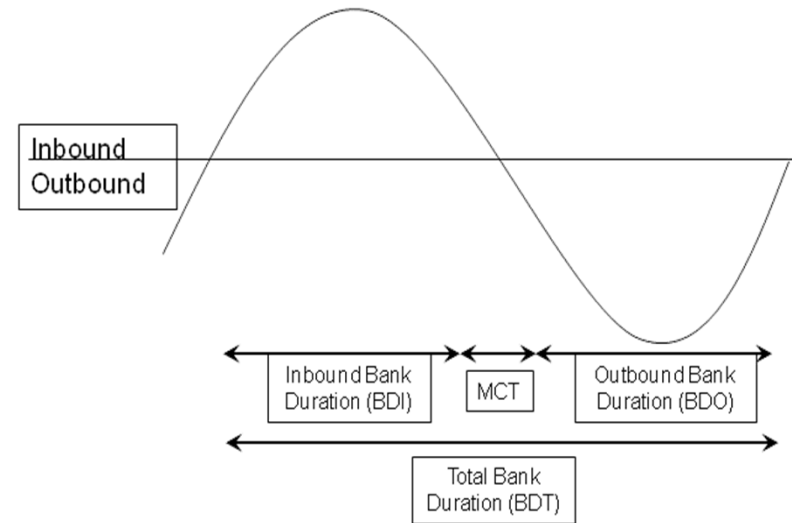 Inbound
Outbound
Inbound Bank
Duration (BDI)
MCT
Outbound Bank
Duration (BDO)
Total Bank
Duration (BDT)